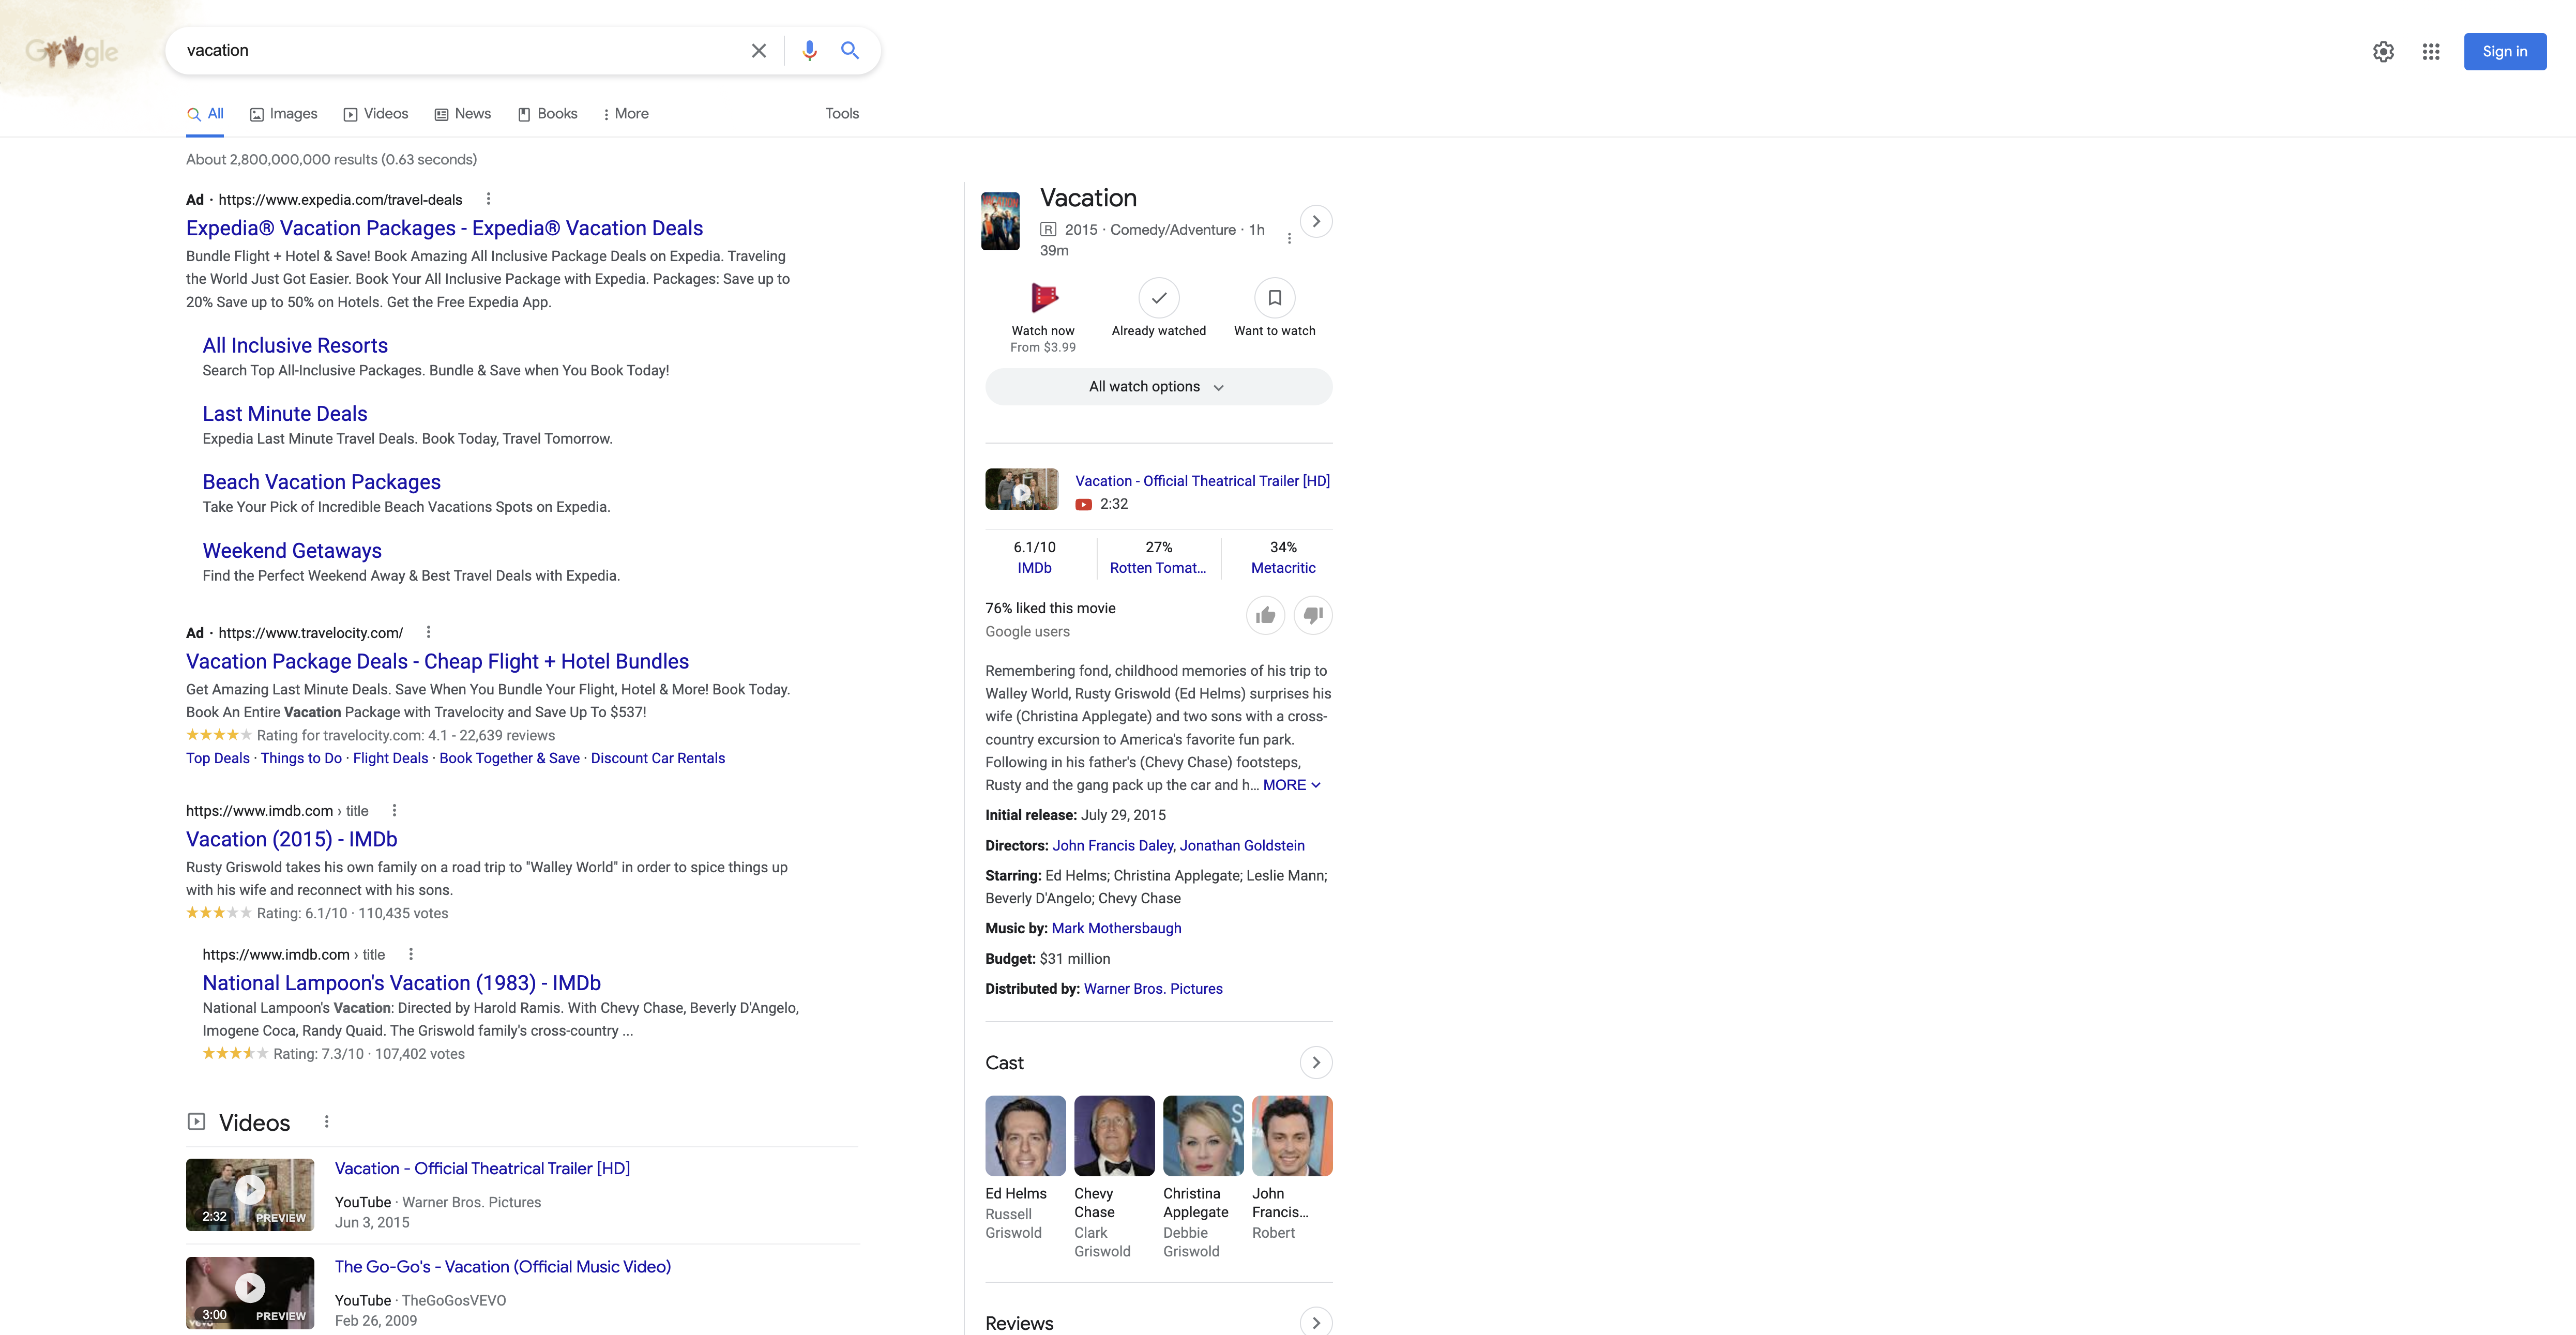 Google
vacation
Sign in
All
Images
Videos
News
Books
More
Tools
About 2,800,000,000 results (0.63 seconds)
Ad · https://www.expedia.com/travel-deals
Expedia® Vacation Packages - Expedia® Vacation Deals
Bundle Flight + Hotel & Save! Book Amazing All Inclusive Package Deals on Expedia. Traveling
the World Just Got Easier. Book Your All Inclusive Package with Expedia. Packages: Save up to
20% Save up to 50% on Hotels. Get the Free Expedia App.
All Inclusive Resorts
Search Top All-Inclusive Packages. Bundle & Save when You Book Today!
Last Minute Deals
Expedia Last Minute Travel Deals. Book Today, Travel Tomorrow.
Beach Vacation Packages
Take Your Pick of Incredible Beach Vacations Spots on Expedia.
Weekend Getaways
Find the Perfect Weekend Away & Best Travel Deals with Expedia.
Ad · https://www.travelocity.com/
Vacation Package Deals - Cheap Flight + Hotel Bundles
Get Amazing Last Minute Deals. Save When You Bundle Your Flight, Hotel & More! Book Today.
Book An Entire Vacation Package with Travelocity and Save Up To $537!
Rating for travelocity.com: 4.1 - 22,639 reviews
Top Deals · Things to Do · Flight Deals · Book Together & Save · Discount Car Rentals
https://www.imdb.com › title
Vacation (2015) - IMDb
Rusty Griswold takes his own family on a road trip to "Walley World" in order to spice things up
with his wife and reconnect with his sons.
Rating: 6.1/10 · 110,435 votes
https://www.imdb.com › title
National Lampoon's Vacation (1983) - IMDb
National Lampoon's Vacation: Directed by Harold Ramis. With Chevy Chase, Beverly D'Angelo,
Imogene Coca, Randy Quaid. The Griswold family's cross-country ...
Rating: 7.3/10 · 107,402 votes
Videos
2:32
PREVIEW
Vacation - Official Theatrical Trailer [HD]
YouTube · Warner Bros. Pictures
Jun 3, 2015
3:00
PREVIEW
The Go-Go's - Vacation (Official Music Video)
YouTube · TheGoGosVEVO
Feb 26, 2009
Vacation
R 2015 · Comedy/Adventure · 1h
39m
Watch now
From $3.99
Already watched
Want to watch
All watch options
Vacation - Official Theatrical Trailer [HD]
2:32
6.1/10
IMDb
27%
Rotten Tomat...
34%
Metacritic
76% liked this movie
Google users
Remembering fond, childhood memories of his trip to
Walley World, Rusty Griswold (Ed Helms) surprises his
wife (Christina Applegate) and two sons with a cross-
country excursion to America's favorite fun park.
Following in his father's (Chevy Chase) footsteps,
Rusty and the gang pack up the car and h... MORE
Initial release: July 29, 2015
Directors: John Francis Daley, Jonathan Goldstein
Starring: Ed Helms; Christina Applegate; Leslie Mann;
Beverly D'Angelo; Chevy Chase
Music by: Mark Mothersbaugh
Budget: $31 million
Distributed by: Warner Bros. Pictures
Cast
Ed Helms
Russell
Griswold
Chevy
Chase
Clark
Griswold
Christina
Applegate
Debbie
Griswold
John
Francis...
Robert
Reviews